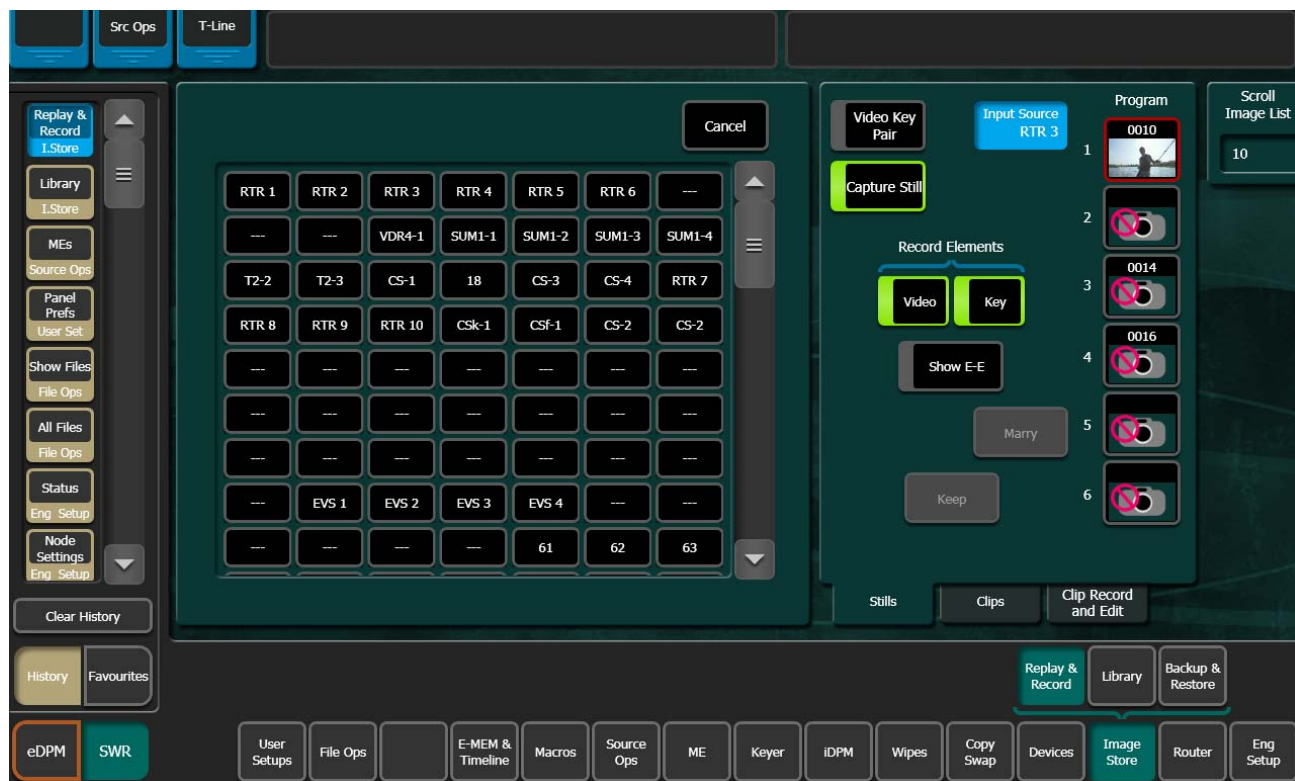 Src Ops
T-Line
Replay &
Record
I.Store
Library
I.Store
MEs
Source Ops
Panel
Prefs
User Set
Show Files
File Ops
All Files
File Ops
Status
Eng Setup
Node
Settings
Eng Setup
Clear History
History
Favourites
Cancel
RTR 1 RTR 2 RTR 3 RTR 4 RTR 5 RTR 6 ---
--- --- VDR4-1 SUM1-1 SUM1-2 SUM1-3 SUM1-4
T2-2 T2-3 CS-1 18 CS-3 CS-4 RTR 7
RTR 8 RTR 9 RTR 10 CSk-1 CSf-1 CS-2 CS-2
--- --- --- --- --- --- ---
--- --- --- --- --- --- ---
--- --- --- --- --- --- ---
--- EVS 1 EVS 2 EVS 3 EVS 4 --- ---
--- --- --- --- 61 62 63
Video Key
Pair
Input Source
RTR 3
Capture Still
Record Elements
Video
Key
Show E-E
Marry
Keep
Program
1
0010
2
3
0014
4
0016
5
6
Scroll
Image List
10
Stills
Clips
Clip Record
and Edit
Replay &
Record
Library
Backup &
Restore
eDPM
SWR
User
Setups
File Ops
E-MEM &
Timeline
Macros
Source
Ops
ME
Keyer
iDPM
Wipes
Copy
Swap
Devices
Image
Store
Router
Eng
Setup